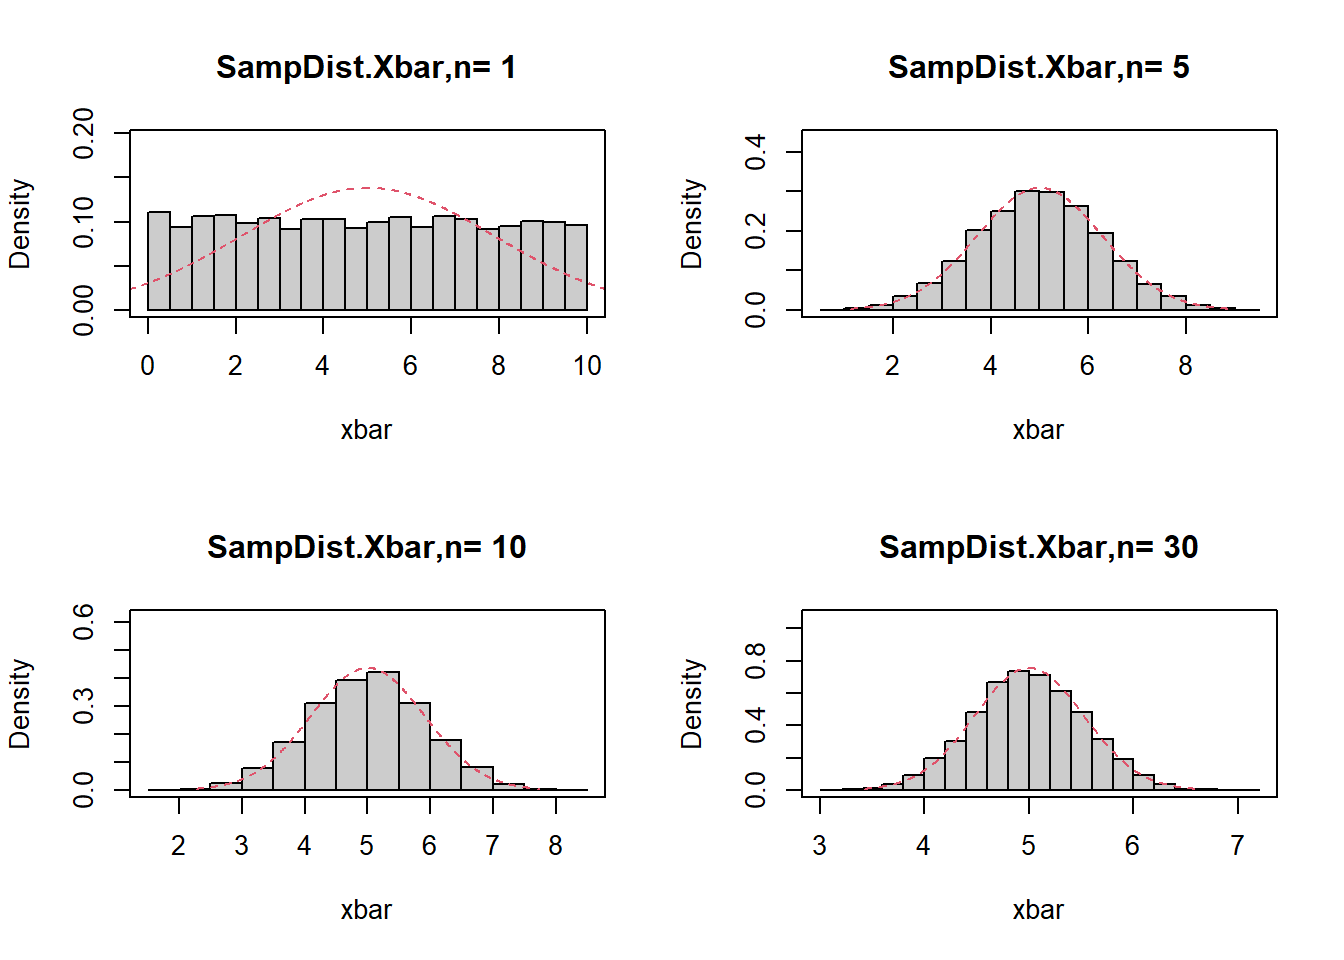 SampDist.Xbar,n= 1
Density
0.00 0.10 0.20
0 2 4 6 8 10
xbar
SampDist.Xbar,n= 5
Density
0.0 0.2 0.4
2 4 6 8
xbar
SampDist.Xbar,n= 10
Density
0.0 0.3 0.6
2 3 4 5 6 7 8
xbar
SampDist.Xbar,n= 30
Density
0.0 0.4 0.8
3 4 5 6 7
xbar